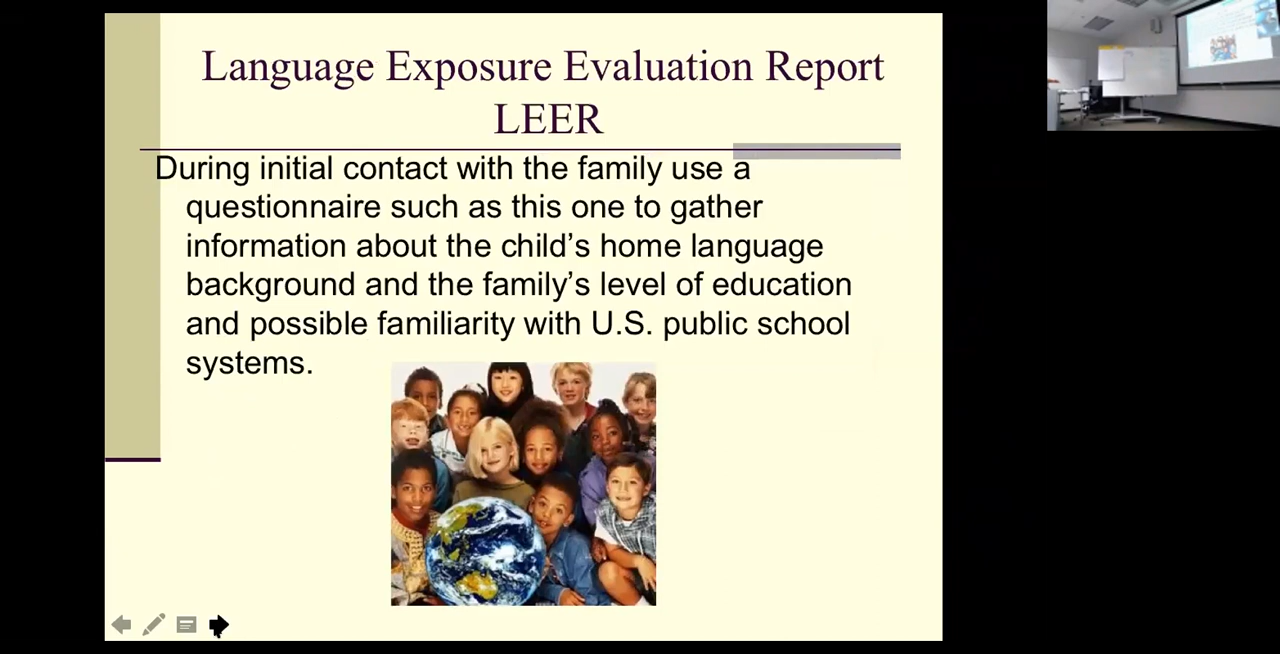 Language Exposure Evaluation Report
LEER
During initial contact with the family use a
questionnaire such as this one to gather
information about the child's home language
background and the family's level of education
and possible familiarity with U.S. public school
systems.